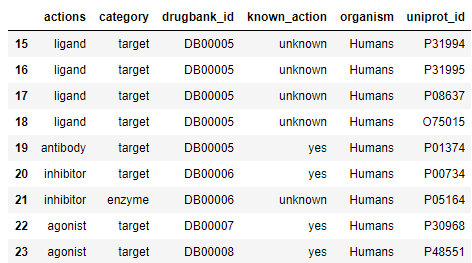 actions category drugbank_id known_action organism uniprot_id
15 ligand target DB00005 unknown Humans P31994
16 ligand target DB00005 unknown Humans P31995
17 ligand target DB00005 unknown Humans P08637
18 ligand target DB00005 unknown Humans O75015
19 antibody target DB00005 yes Humans P01374
20 inhibitor target DB00006 yes Humans P00734
21 inhibitor enzyme DB00006 unknown Humans P05164
22 agonist target DB00007 yes Humans P30968
23 agonist target DB00008 yes Humans P48551